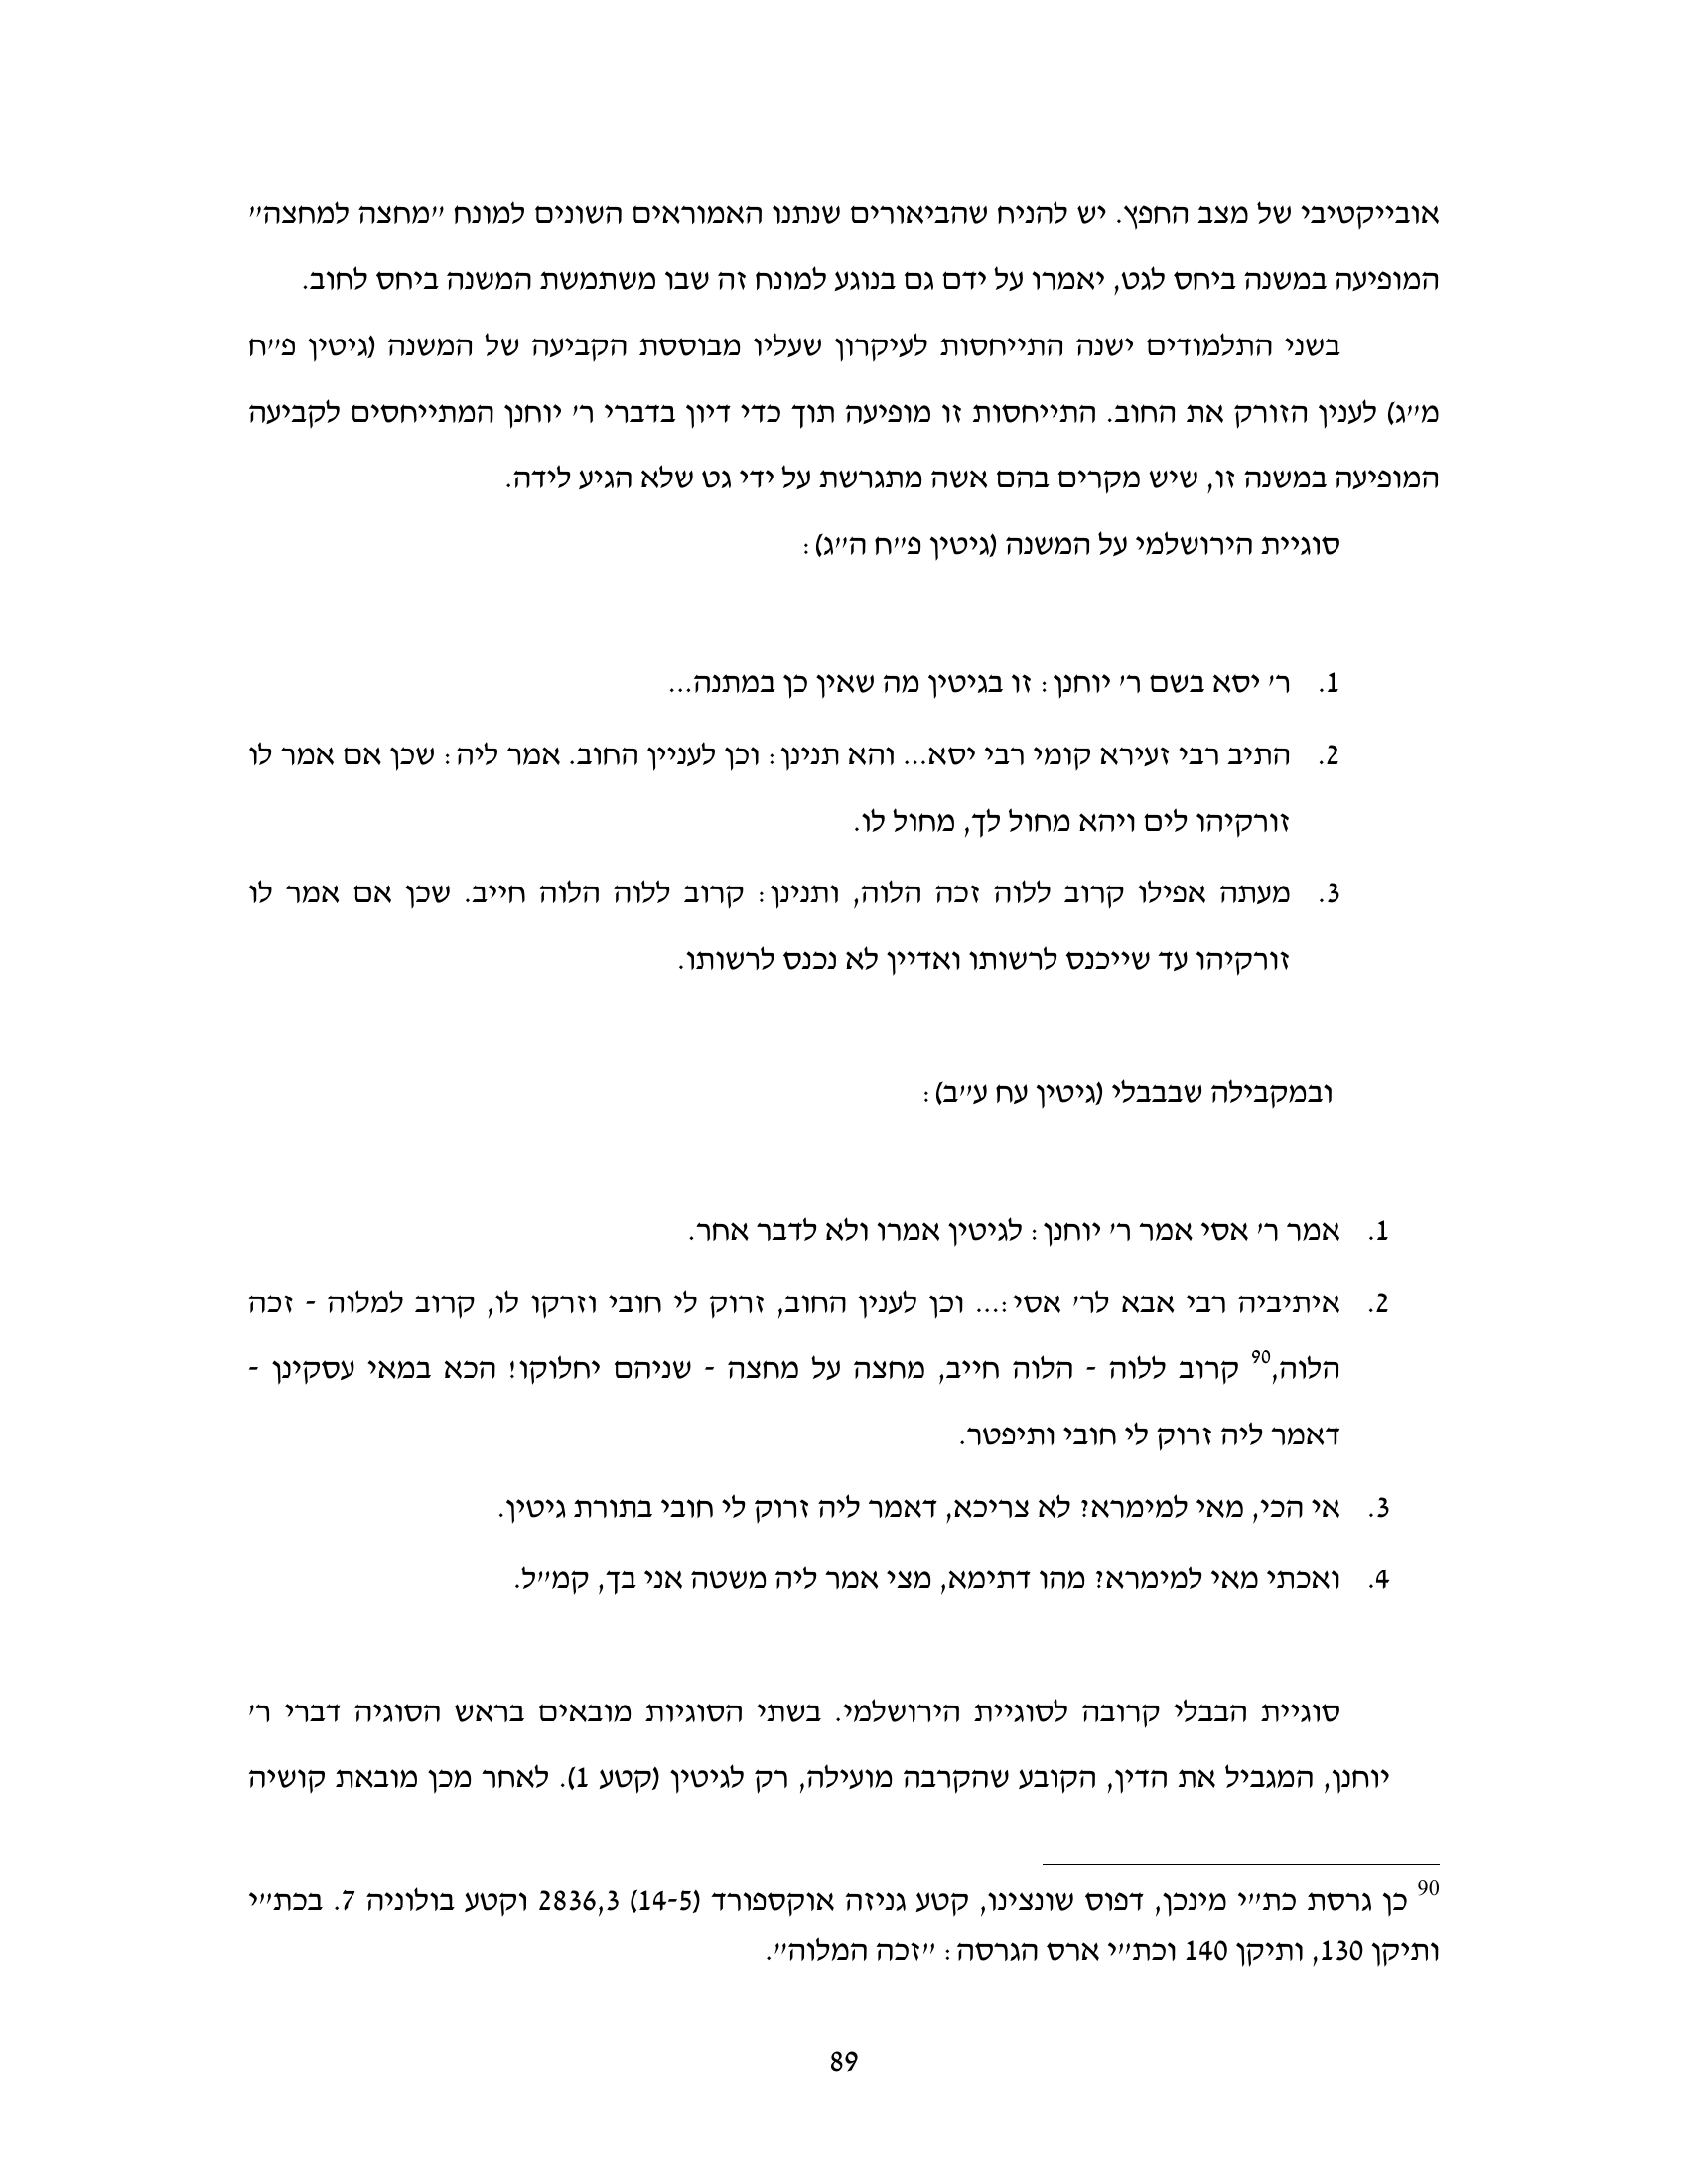 אובייקטיבי של מצב החפץ. יש להניח שהביאורים שנתנו האמוראים השונים למונח "מחצה למחצה"
המופיעה במשנה ביחס לגט, יאמרו על ידם גם בנוגע למונח זה שבו משתמשת המשנה ביחס לחוב.
בשני התלמודים ישנה התייחסות לעיקרון שעליו מבוססת הקביעה של המשנה (גיטין פ"ח
מ"ג) לענין הזורק את החוב. התייחסות זו מופיעה תוך כדי דיון בדברי ר' יוחנן המתייחסים לקביעה
המופיעה במשנה זו, שיש מקרים בהם אשה מתגרשת על ידי גט שלא הגיע לידה.
סוגיית הירושלמי על המשנה (גיטין פ"ח ה"ג):
1. ר' יסא בשם ר' יוחנן: זו בגיטין מה שאין כן במתנה...
2. התיב רבי זעירא קומי רבי יסא... והא תנינן: וכן לעניין החוב. אמר ליה: שכן אם אמר לו
זורקיהו לים ויהא מחול לך, מחול לו.
3. מעתה אפילו קרוב ללוה זכה הלוה, ותנינן: קרוב ללוה הלוה חייב. שכן אם אמר לו
זורקיהו עד שייכנס לרשותו ואדיין לא נכנס לרשותו.
ובמקבילה שבבבלי (גיטין עח ע"ב):
1. אמר ר' אסי אמר ר' יוחנן: לגיטין אמרו ולא לדבר אחר.
2. איתיביה רבי אבא לר' אסי:... וכן לענין החוב, זרוק לי חובי וזרקו לו, קרוב למלוה - זכה
הלוה,90 קרוב ללוה - הלוה חייב, מחצה על מחצה - שניהם יחלוקו! הכא במאי עסקינן -
דאמר ליה זרוק לי חובי ותיפטר.
3. אי הכי, מאי למימרא? לא צריכא, דאמר ליה זרוק לי חובי בתורת גיטין.
4. ואכתי מאי למימרא? מהו דתימא, מצי אמר ליה משטה אני בך, קמ"ל.
סוגיית הבבלי קרובה לסוגיית הירושלמי. בשתי הסוגיות מובאים בראש הסוגיה דברי ר'
יוחנן, המגביל את הדין, הקובע שהקרבה מועילה, רק לגיטין (קטע 1). לאחר מכן מובאת קושיה
90 כן גרסת כת"י מינכן, דפוס שונצינו, קטע גניזה אוקספורד (14-5) 2836,3 וקטע בולוניה 7. בכת"י
ותיקן 130, ותיקן 140 וכת"י ארס הגרסה: "זכה המלוה".
89